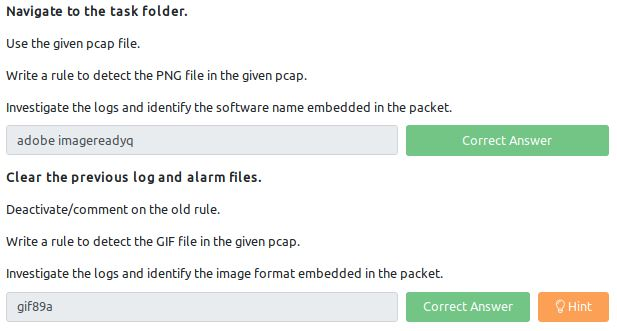 Navigate to the task folder.
Use the given pcap file.
Write a rule to detect the PNG file in the given pcap.
Investigate the logs and identify the software name embedded in the packet.
adobe imagereadyq Correct Answer
Clear the previous log and alarm files.
Deactivate/comment on the old rule.
Write a rule to detect the GIF file in the given pcap.
Investigate the logs and identify the image format embedded in the packet.
gif89a Correct Answer Hint